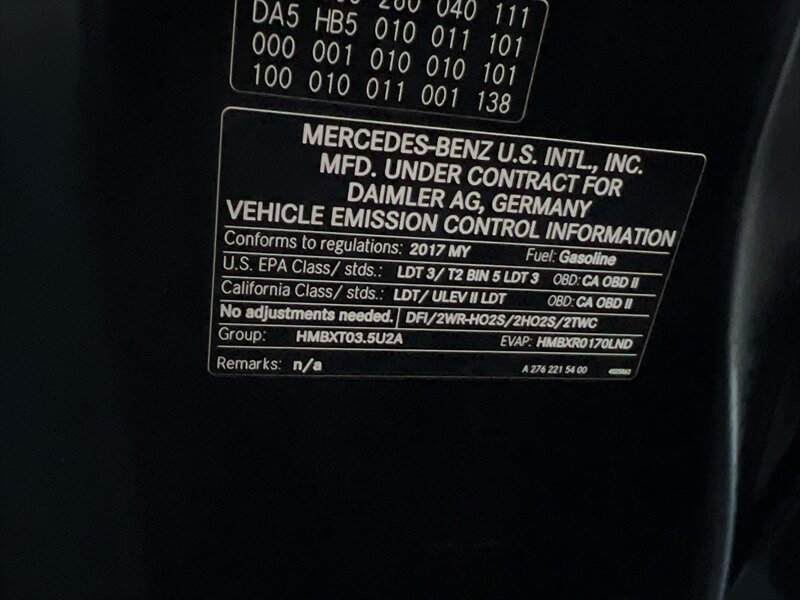 280 040 111
DA5 HB5 010 011 101
000 001 010 010 101
100 010 011 001 138
MERCEDES-BENZ U.S. INTL., INC.
MFD. UNDER CONTRACT FOR
DAIMLER AG, GERMANY
VEHICLE EMISSION CONTROL INFORMATION
Conforms to regulations: 2017 MY Fuel: Gasoline
U.S. EPA Class/ stds.: LDT 3/ T2 BIN 5 LDT 3 OBD: CA OBD II
California Class/ stds.: LDT/ ULEV II LDT OBD: CA OBD II
No adjustments needed. DFI/2WR-HO2S/2HO2S/2TWC
Group: HMBXT03.5U2A EVAP: HMBXR0170LND
Remarks: n/a A 276 221 54 00